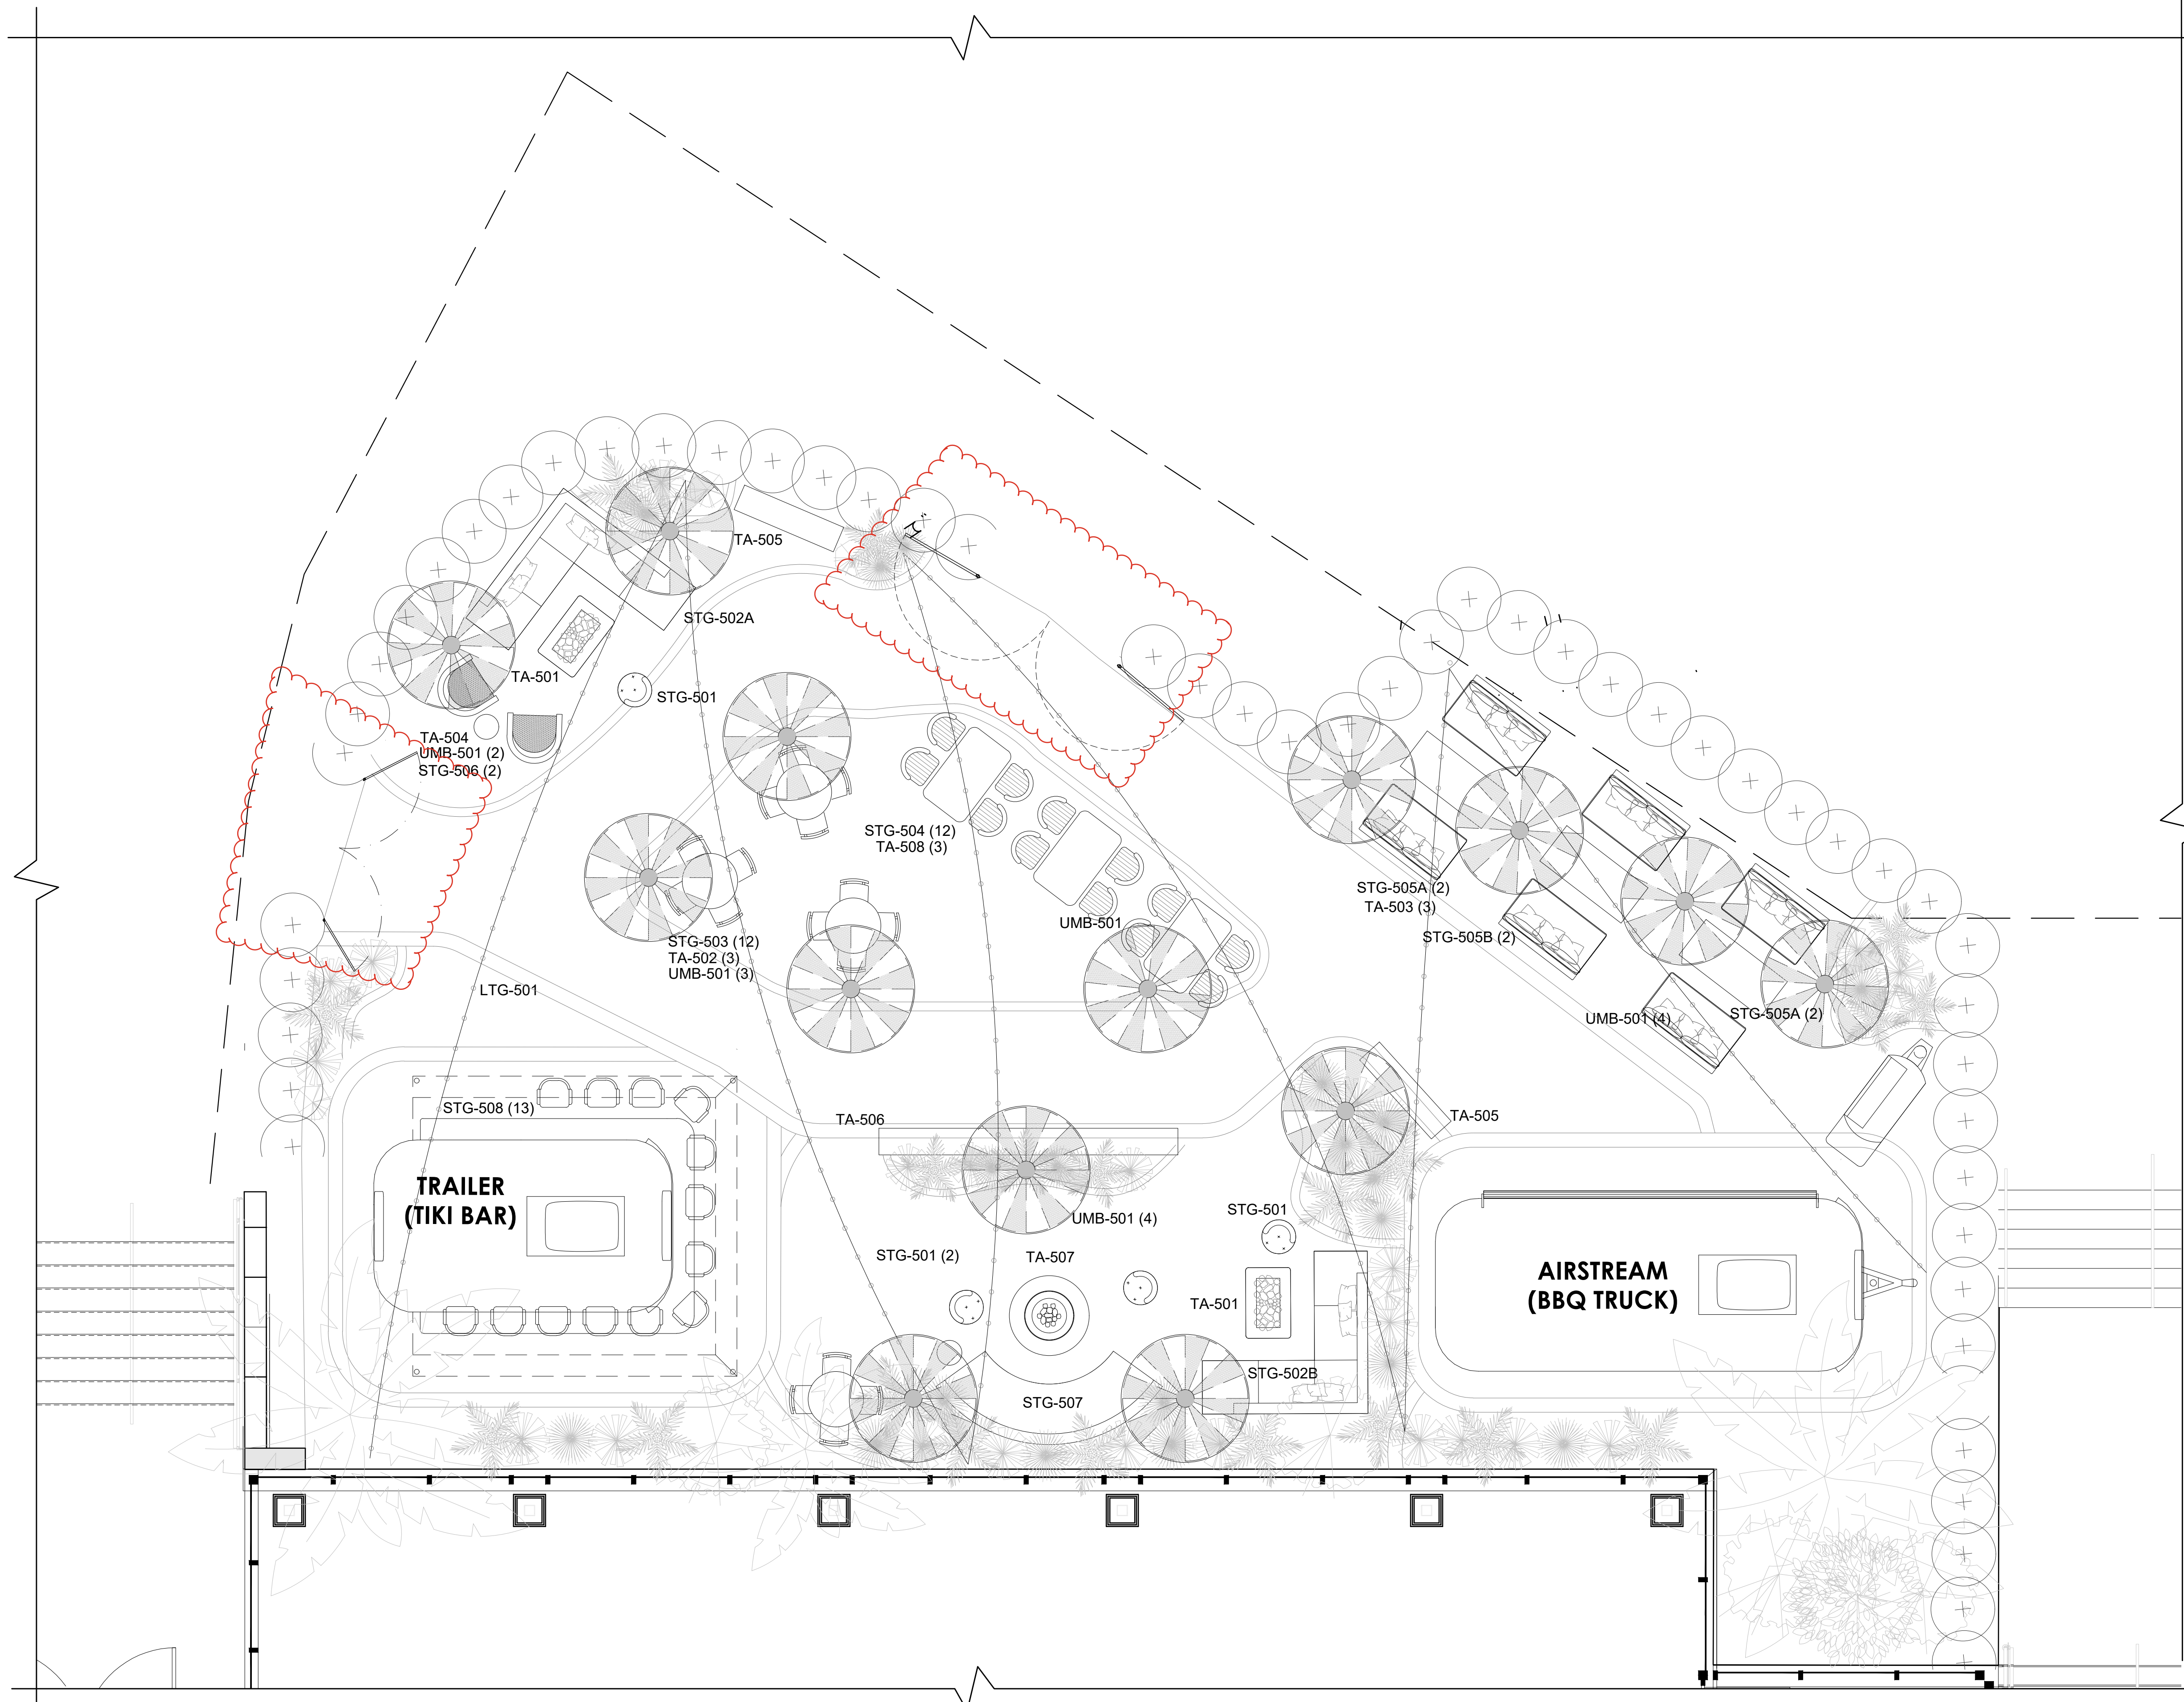 TA-505
STG-502A
TA-501
STG-501
TA-504
UMB-501 (2)
STG-506 (2)
STG-504 (12)
TA-508 (3)
STG-505A (2)
TA-503 (3)
UMB-501
STG-505B (2)
STG-503 (12)
TA-502 (3)
UMB-501 (3)
LTG-501
STG-505A (2)
UMB-501 (4)
STG-508 (13)
TA-506
TA-505
TRAILER
(TIKI BAR)
STG-501
UMB-501 (4)
STG-501 (2)
TA-507
AIRSTREAM
(BBQ TRUCK)
TA-501
STG-502B
STG-507